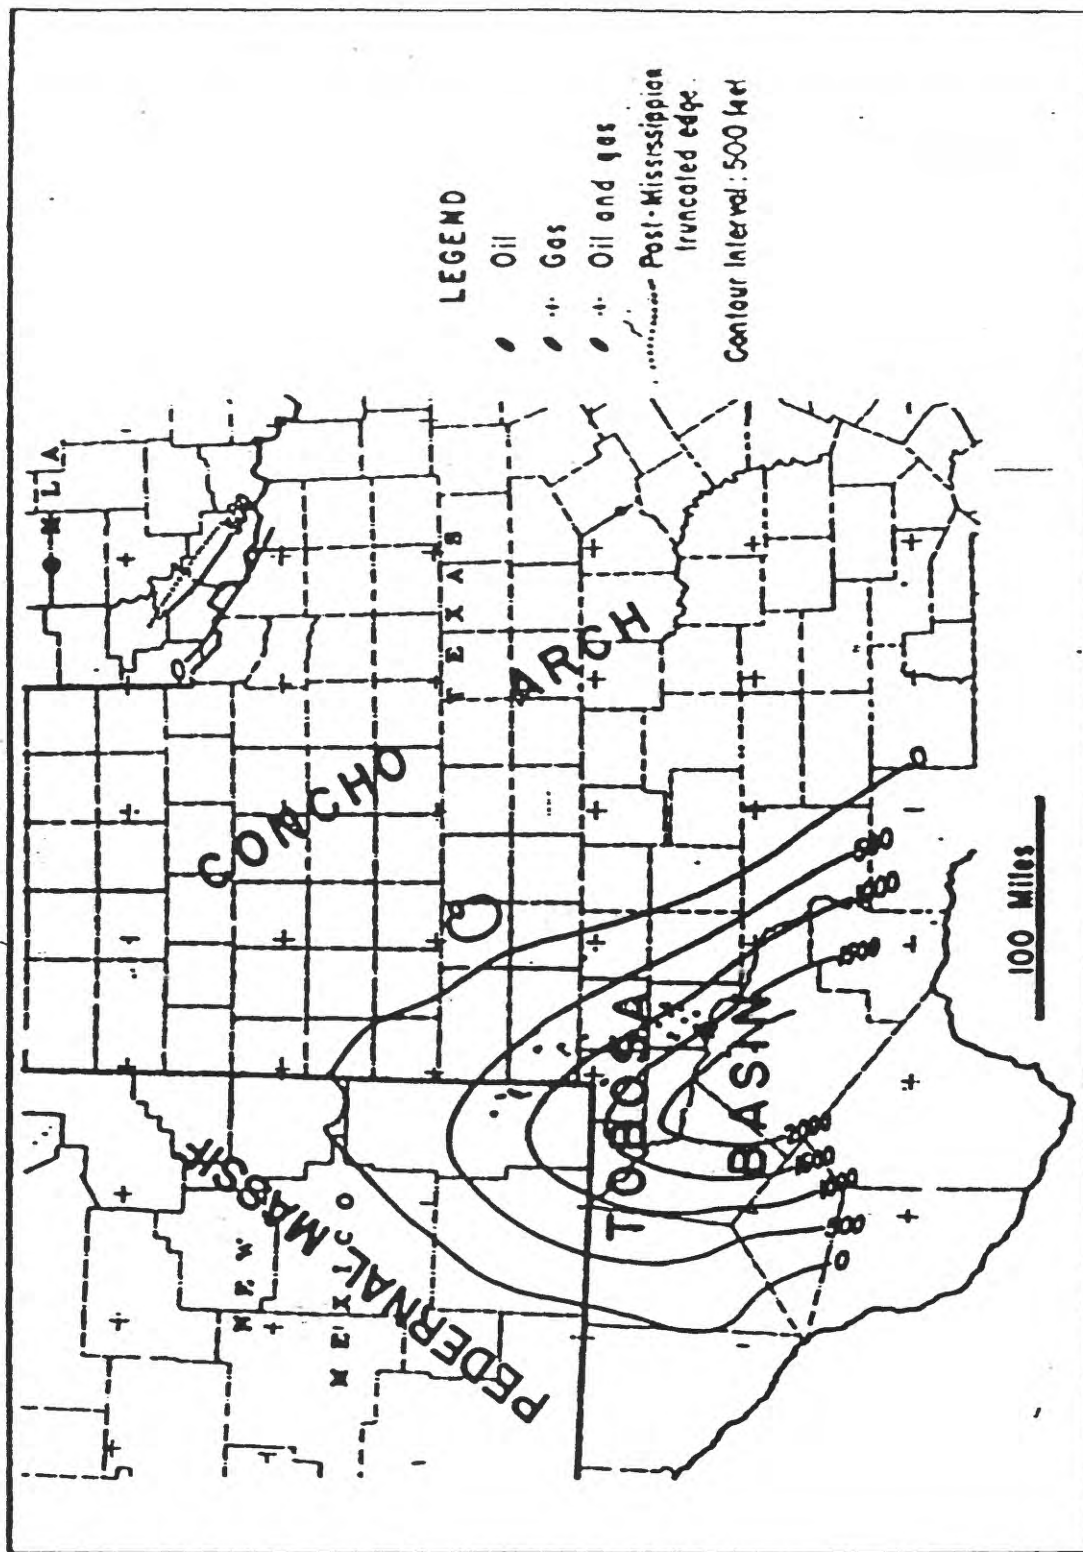 PEDERNAL MASSIF
NEW
MEXICO
CONCHO
ARCH
TEXAS
TOBOSA
BASIN
0
0
500
1000
1500
2000
1500
1000
500
0
100 Miles
LEGEND
Oil
Gas
Oil and gas
Post-Mississippian
truncated edge
Contour Interval: 500 feet